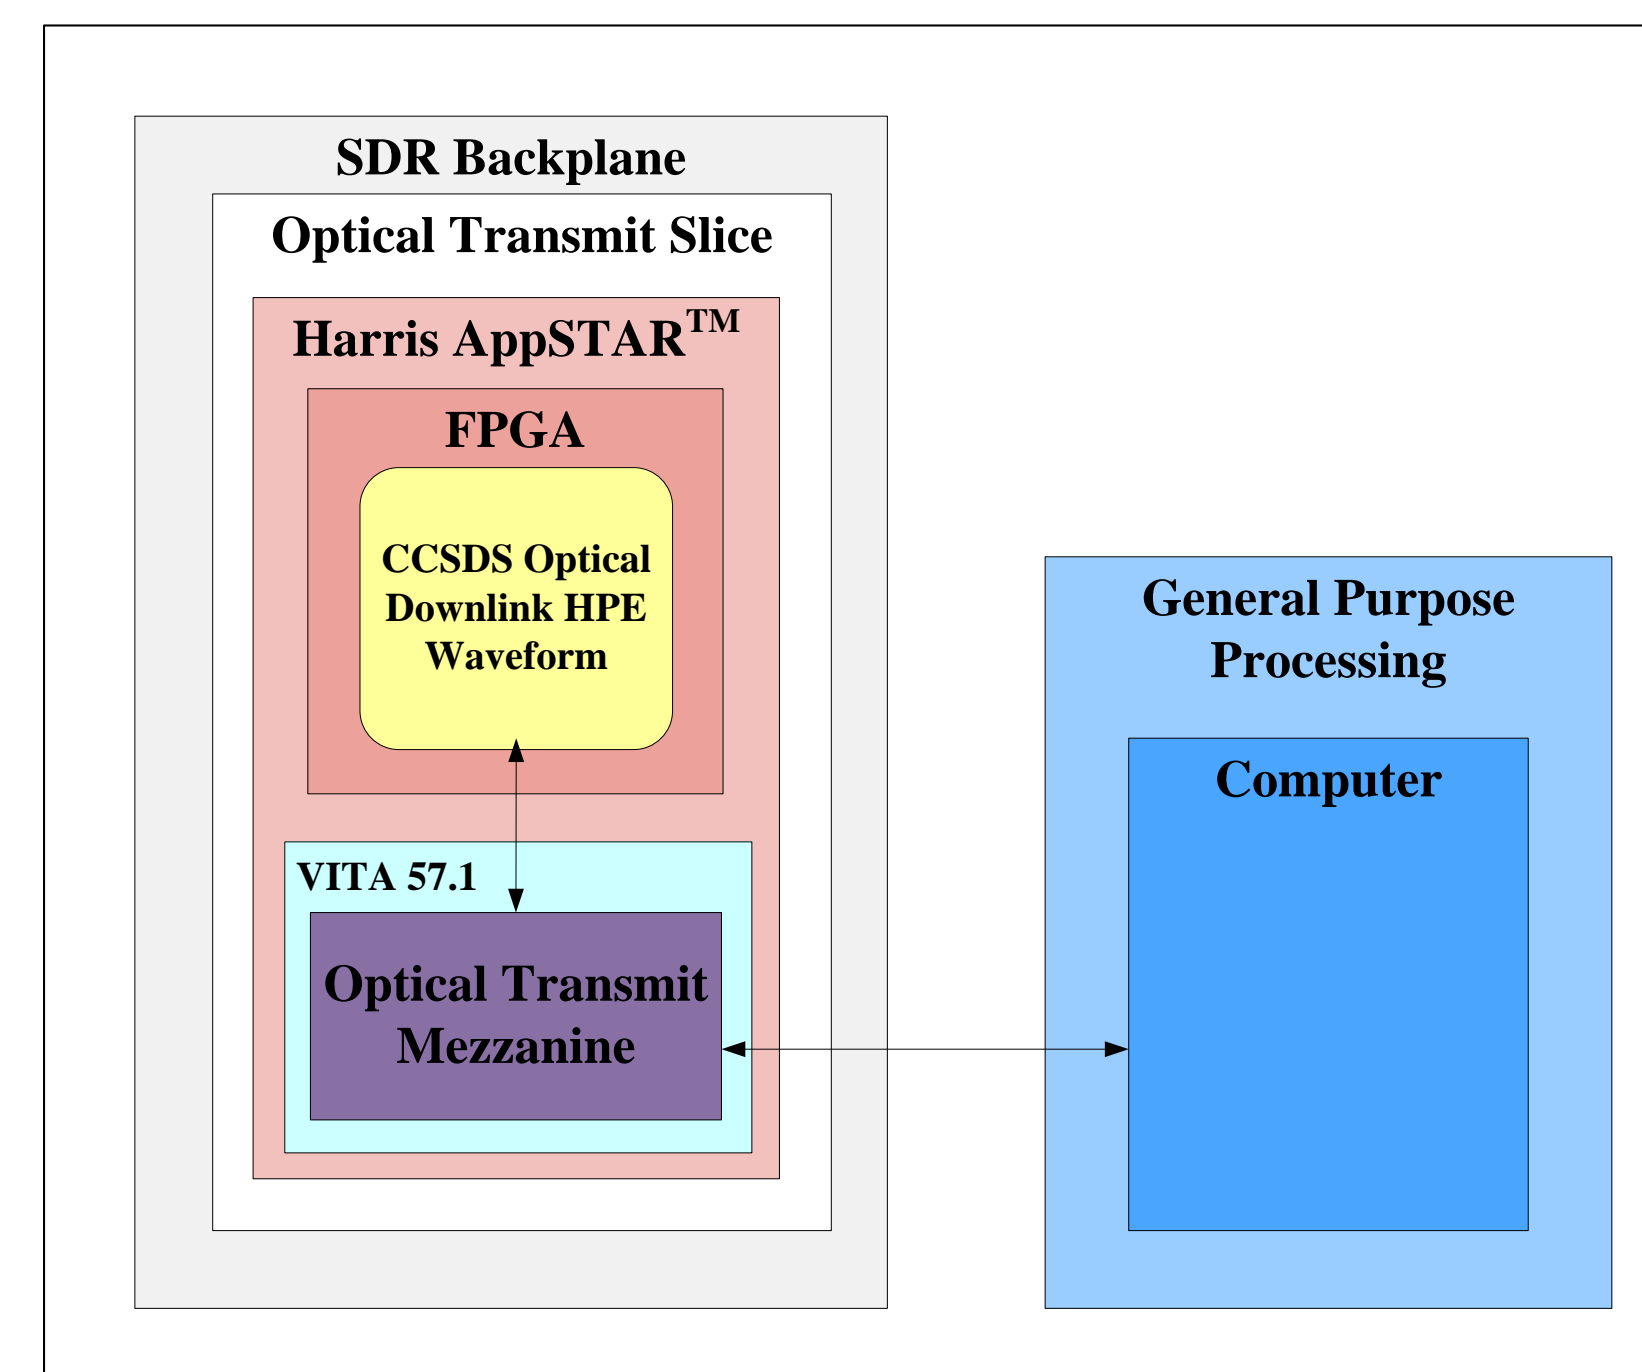 SDR Backplane
Optical Transmit Slice
Harris AppSTAR™
FPGA
CCSDS Optical
Downlink HPE
Waveform
VITA 57.1
Optical Transmit
Mezzanine
General Purpose
Processing
Computer